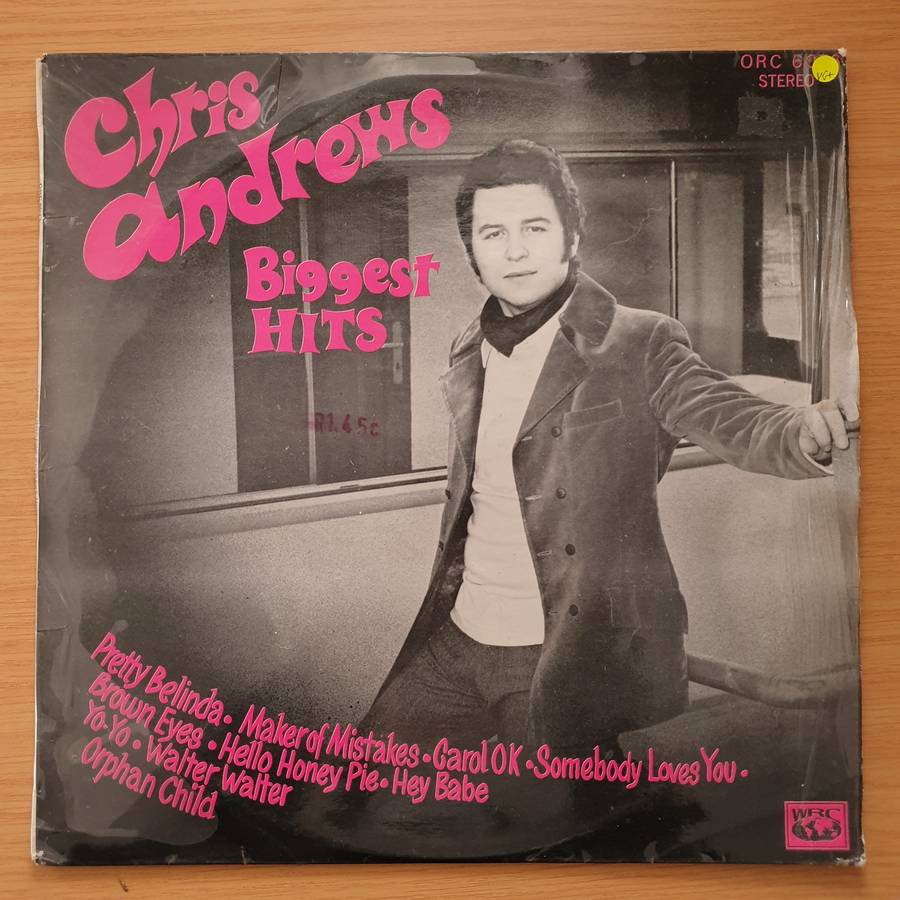 Chris
andrews
Biggest
HITS
ORC
STEREO
VG+
R1.45c
Pretty Belinda • Maker of Mistakes • Carol OK • Somebody Loves You •
Brown Eyes • Hello Honey Pie • Hey Babe
Yo-Yo • Walter Walter
Orphan Child
WRC